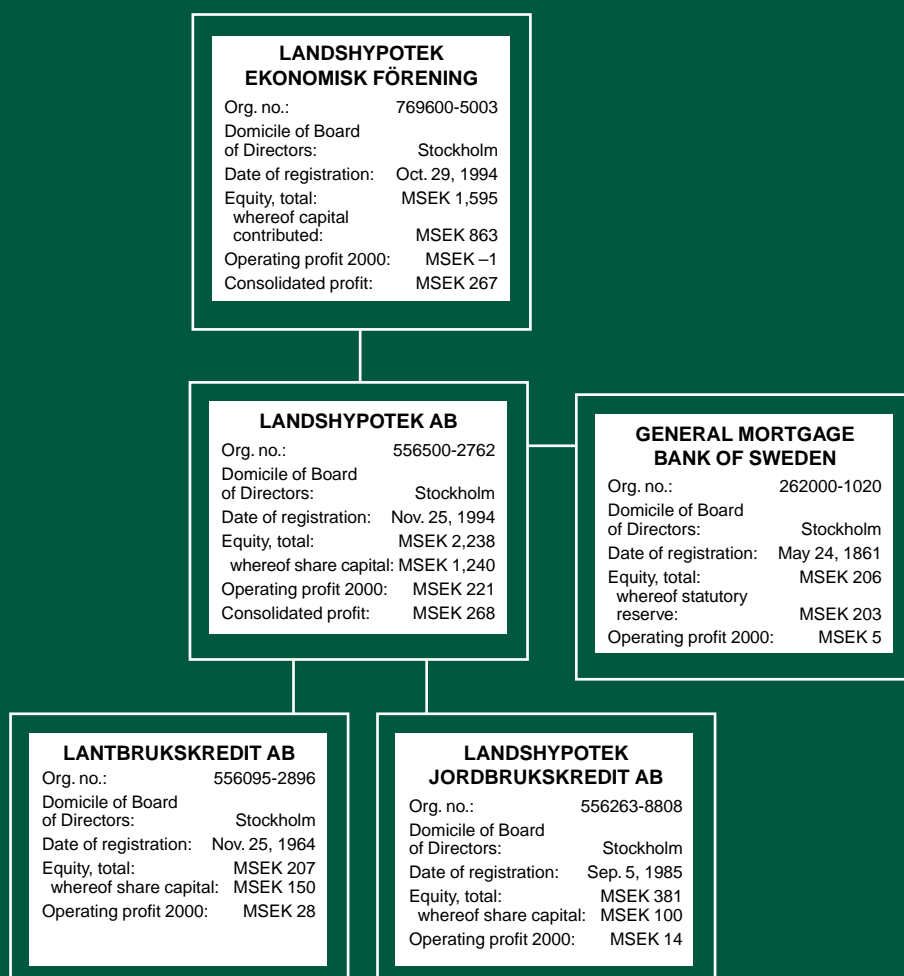 LANDSHYPOTEK
EKONOMISK FÖRENING
Org. no.: 769600-5003
Domicile of Board
of Directors: Stockholm
Date of registration: Oct. 29, 1994
Equity, total: MSEK 1,595
whereof capital
contributed: MSEK 863
Operating profit 2000: MSEK –1
Consolidated profit: MSEK 267
LANDSHYPOTEK AB
Org. no.: 556500-2762
Domicile of Board
of Directors: Stockholm
Date of registration: Nov. 25, 1994
Equity, total: MSEK 2,238
whereof share capital: MSEK 1,240
Operating profit 2000: MSEK 221
Consolidated profit: MSEK 268
GENERAL MORTGAGE
BANK OF SWEDEN
Org. no.: 262000-1020
Domicile of Board
of Directors: Stockholm
Date of registration: May 24, 1861
Equity, total: MSEK 206
whereof statutory
reserve: MSEK 203
Operating profit 2000: MSEK 5
LANTBRUKSKREDIT AB
Org. no.: 556095-2896
Domicile of Board
of Directors: Stockholm
Date of registration: Nov. 25, 1964
Equity, total: MSEK 207
whereof share capital: MSEK 150
Operating profit 2000: MSEK 28
LANDSHYPOTEK
JORDBRUKSKREDIT AB
Org. no.: 556263-8808
Domicile of Board
of Directors: Stockholm
Date of registration: Sep. 5, 1985
Equity, total: MSEK 381
whereof share capital: MSEK 100
Operating profit 2000: MSEK 14